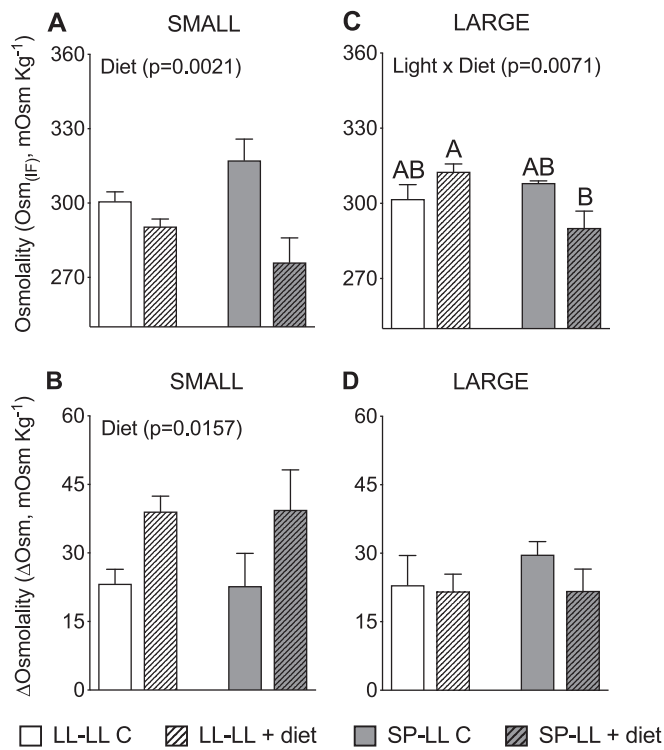 A
SMALL
Diet (p=0.0021)
Osmolality (Osm(IF), mOsm Kg-1)
360
330
300
270
C
LARGE
Light x Diet (p=0.0071)
360
330
300
270
AB
A
AB
B
B
SMALL
Diet (p=0.0157)
ΔOsmolality (ΔOsm, mOsm Kg-1)
60
45
30
15
0
D
LARGE
60
45
30
15
0
LL-LL C
LL-LL + diet
SP-LL C
SP-LL + diet